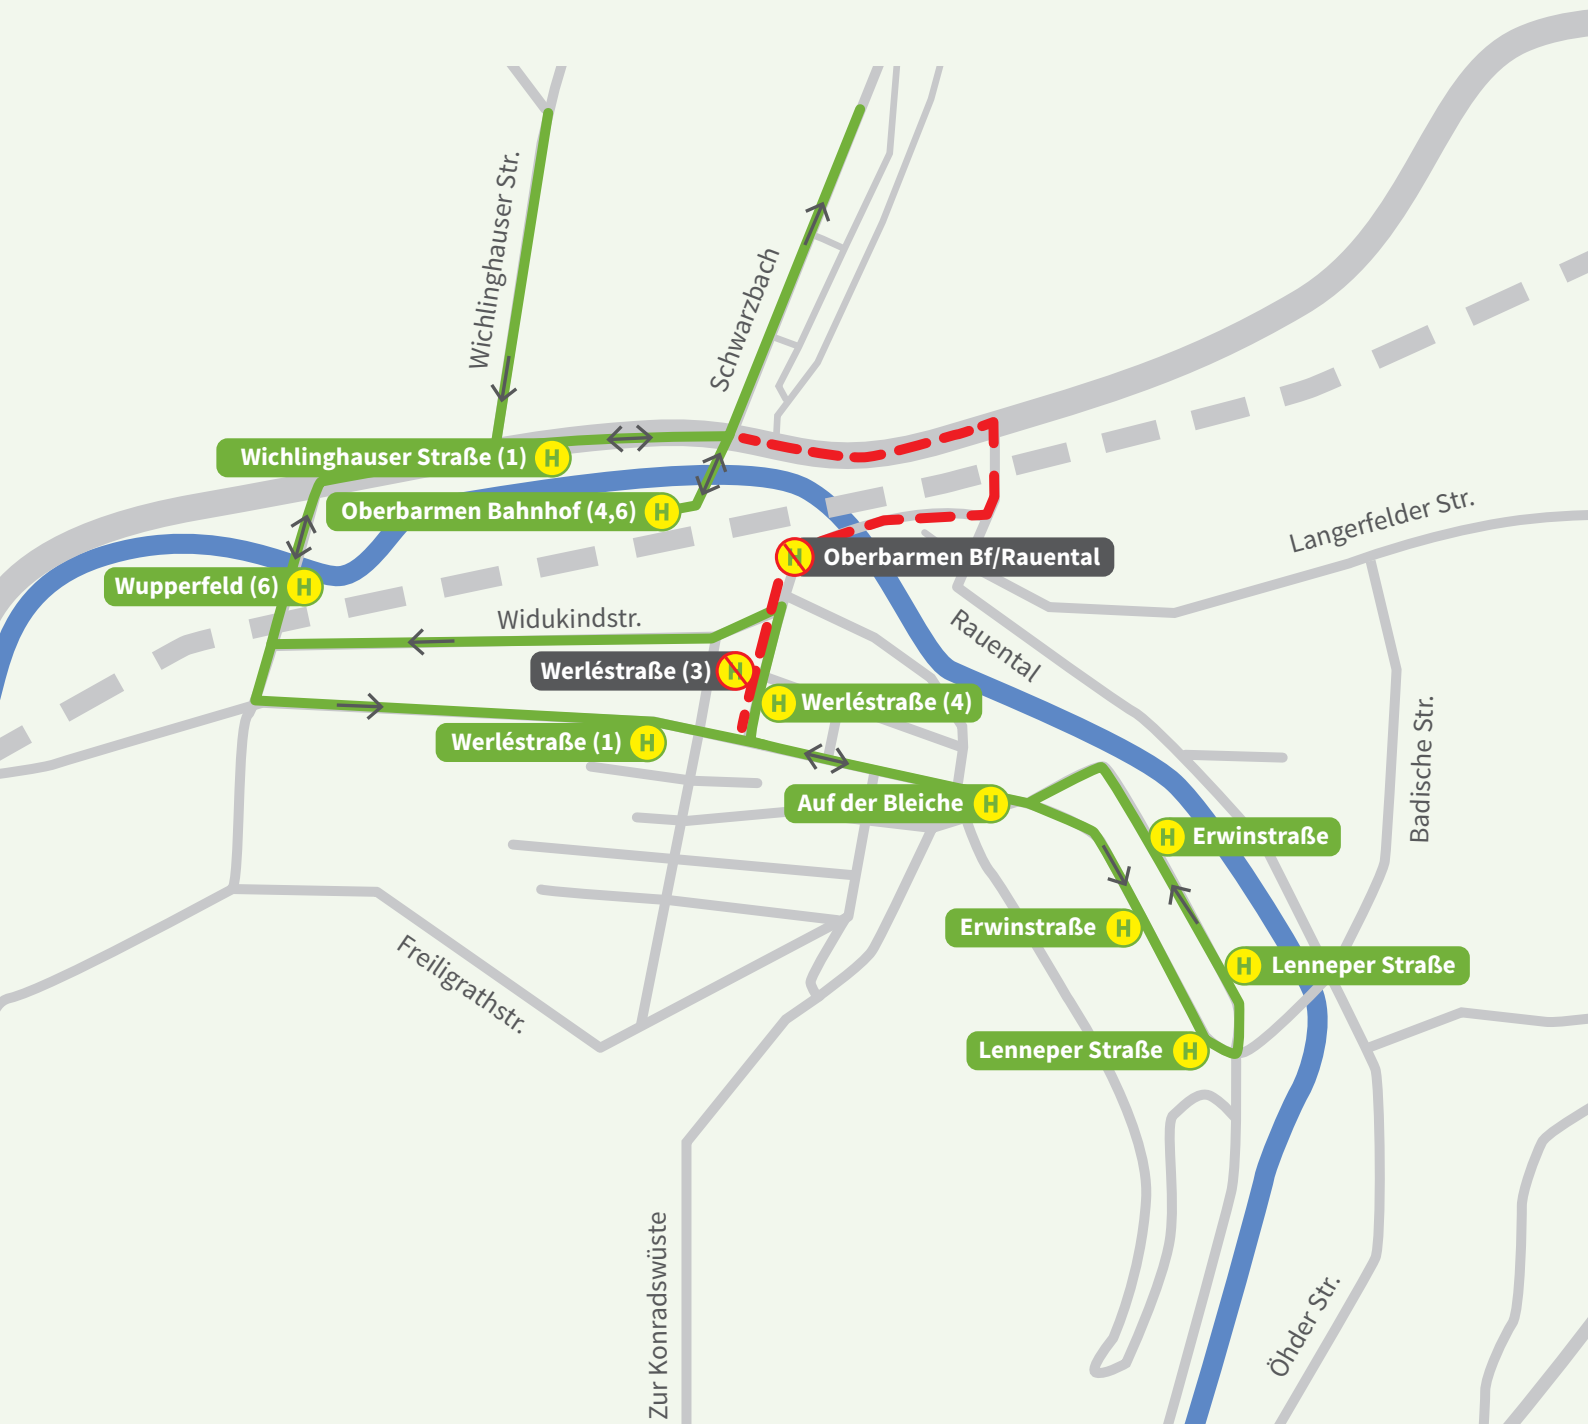 Wichlinghauser Str.
Schwarzbach
Wichlinghauser Straße (1) H
Oberbarmen Bahnhof (4,6) H
Langerfelder Str.
H Oberbarmen Bf/Rauental
Wupperfeld (6) H
Widukindstr.
Rauental
Werléstraße (3) H
H Werléstraße (4)
Werléstraße (1) H
Badische Str.
Auf der Bleiche H
H Erwinstraße
Erwinstraße H
H Lenneper Straße
Freiligrathstr.
Lenneper Straße H
Zur Konradswüste
Öhder Str.